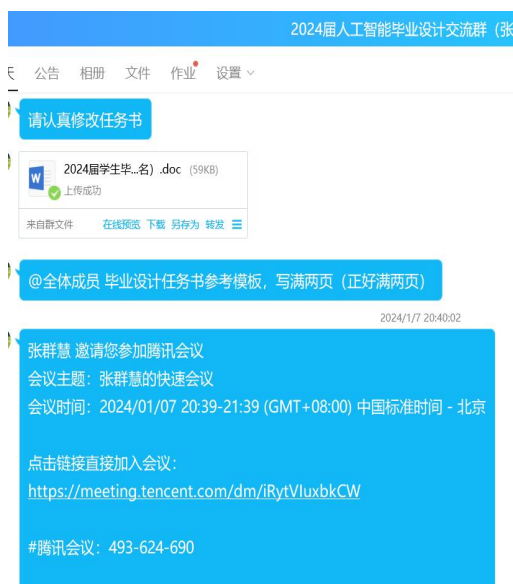 2024届人工智能毕业设计交流群（张
公告 相册 文件 作业 设置
请认真修改任务书
W
2024届学生毕...名）.doc (59KB)
上传成功
来自群文件 在线预览 下载 另存为 转发
@全体成员 毕业设计任务书参考模板，写满两页（正好满两页）
2024/1/7 20:40:02
张群慧 邀请您参加腾讯会议
会议主题：张群慧的快速会议
会议时间：2024/01/07 20:39-21:39 (GMT+08:00) 中国标准时间 - 北京
点击链接直接加入会议：
https://meeting.tencent.com/dm/iRytVIuxbkCW
#腾讯会议：493-624-690